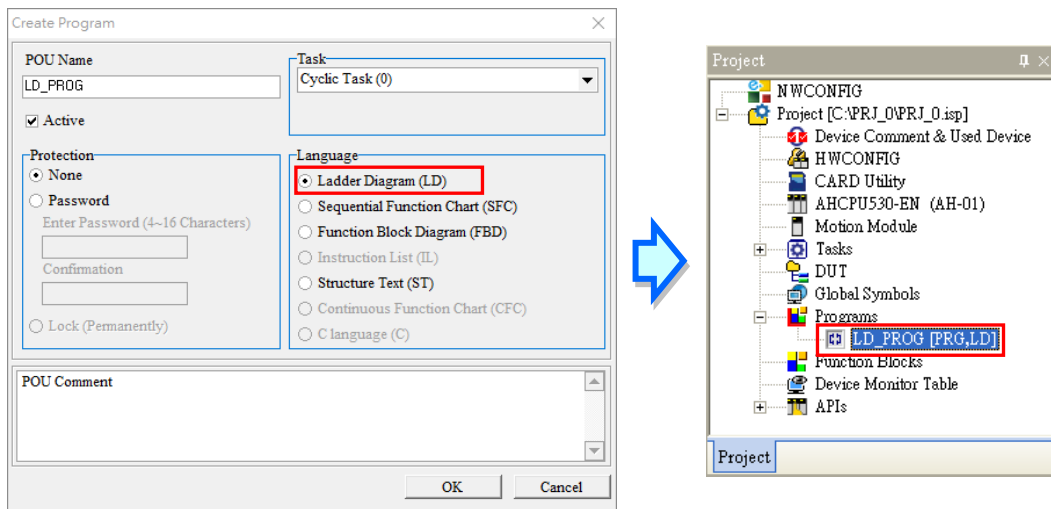 Create Program
POU Name
LD_PROG
Active
Task
Cyclic Task (0)
Protection
None
Password
Enter Password (4~16 Characters)
Confirmation
Lock (Permanently)
Language
Ladder Diagram (LD)
Sequential Function Chart (SFC)
Function Block Diagram (FBD)
Instruction List (IL)
Structure Text (ST)
Continuous Function Chart (CFC)
C language (C)
POU Comment
OK
Cancel
Project
NWCONFIG
Project [C:\PRJ_0\PRJ_0.isp]
Device Comment & Used Device
HWCONFIG
CARD Utility
AHCPU530-EN (AH-01)
Motion Module
Tasks
DUT
Global Symbols
Programs
LD_PROG [PRG,LD]
Function Blocks
Device Monitor Table
APIs
Project